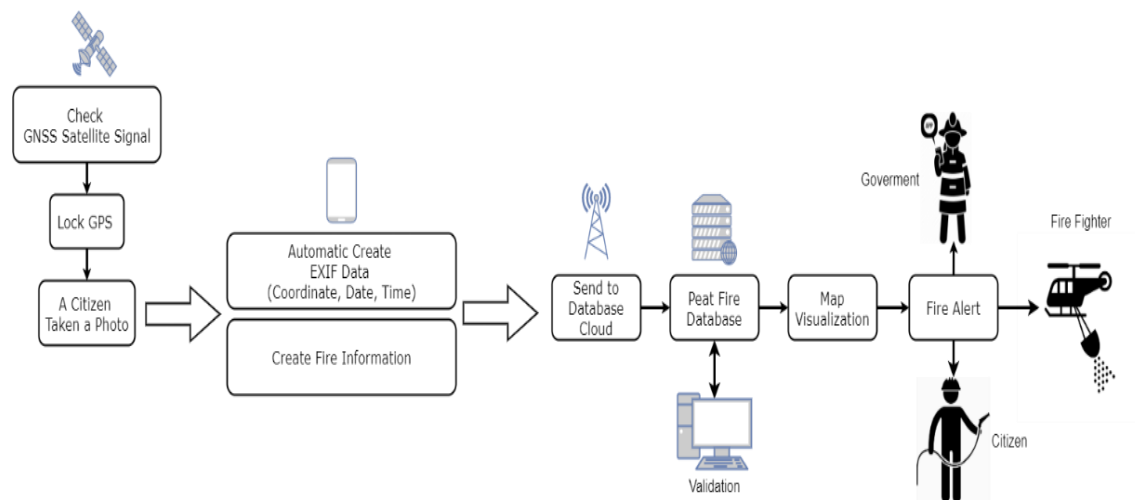 Check
GNSS Satellite Signal
Lock GPS
A Citizen
Taken a Photo
Automatic Create
EXIF Data
(Coordinate, Date, Time)
Create Fire Information
Send to
Database
Cloud
Peat Fire
Database
Validation
Map
Visualization
Fire Alert
Goverment
Fire Fighter
Citizen